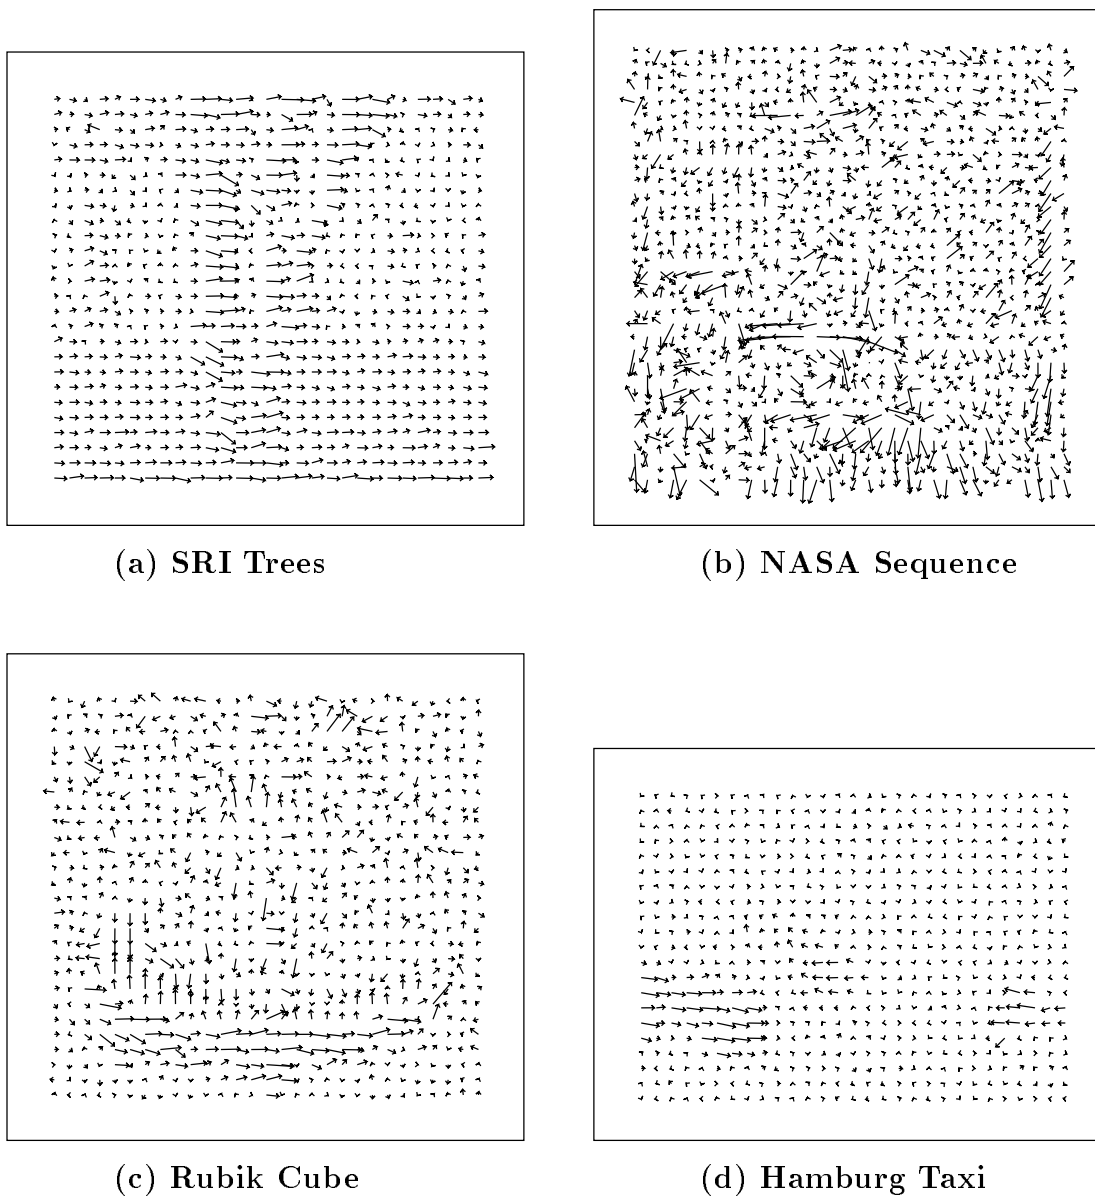 (a) SRI Trees
(b) NASA Sequence
(c) Rubik Cube
(d) Hamburg Taxi